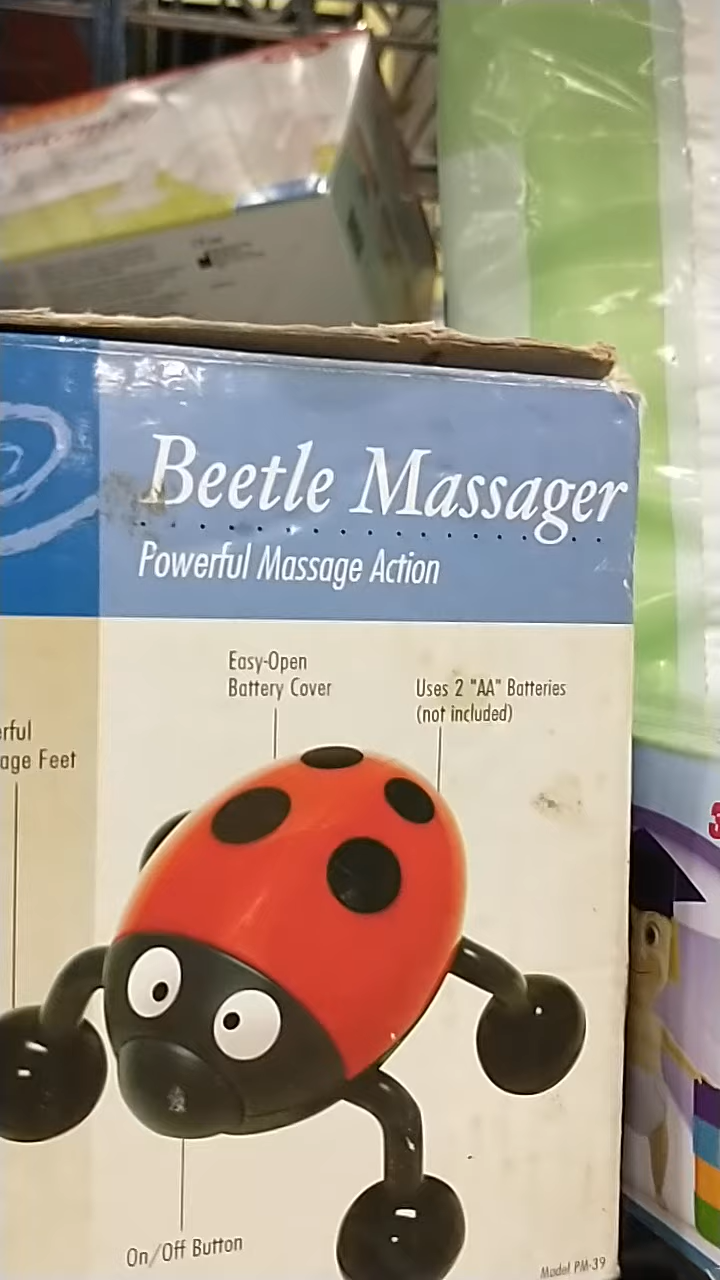 Beetle Massager
Powerful Massage Action
Easy-Open
Battery Cover
Uses 2 "AA" Batteries
(not included)
erful
age Feet
On/Off Button
Model PM-39
3